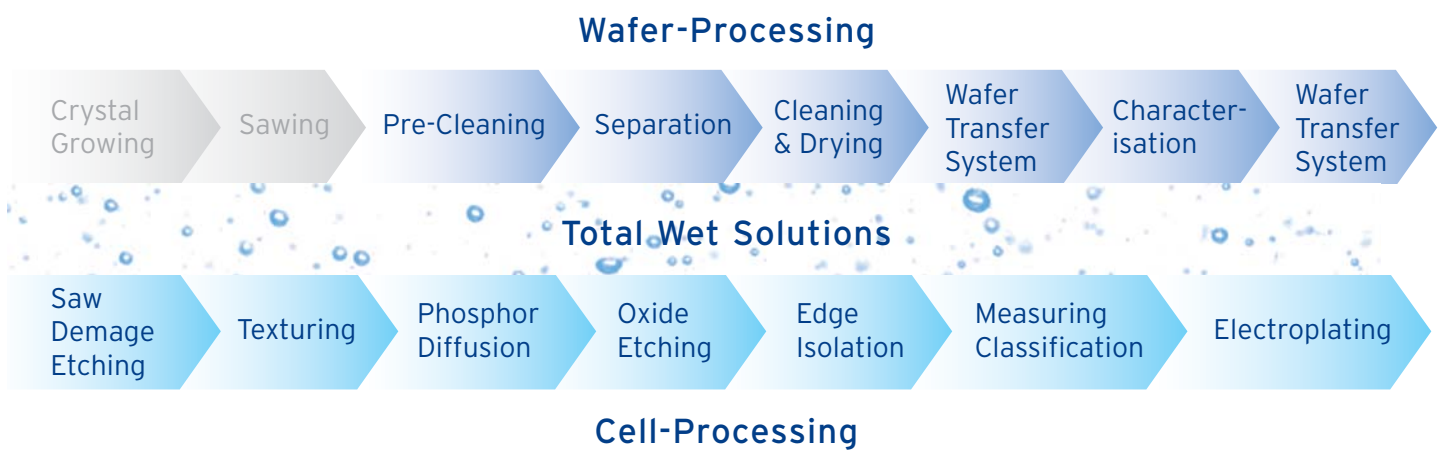 Wafer-Processing
Crystal
Growing
Sawing
Pre-Cleaning
Separation
Cleaning
& Drying
Wafer
Transfer
System
Character-
isation
Wafer
Transfer
System
Total Wet Solutions
Saw
Demage
Etching
Texturing
Phosphor
Diffusion
Oxide
Etching
Edge
Isolation
Measuring
Classification
Electroplating
Cell-Processing